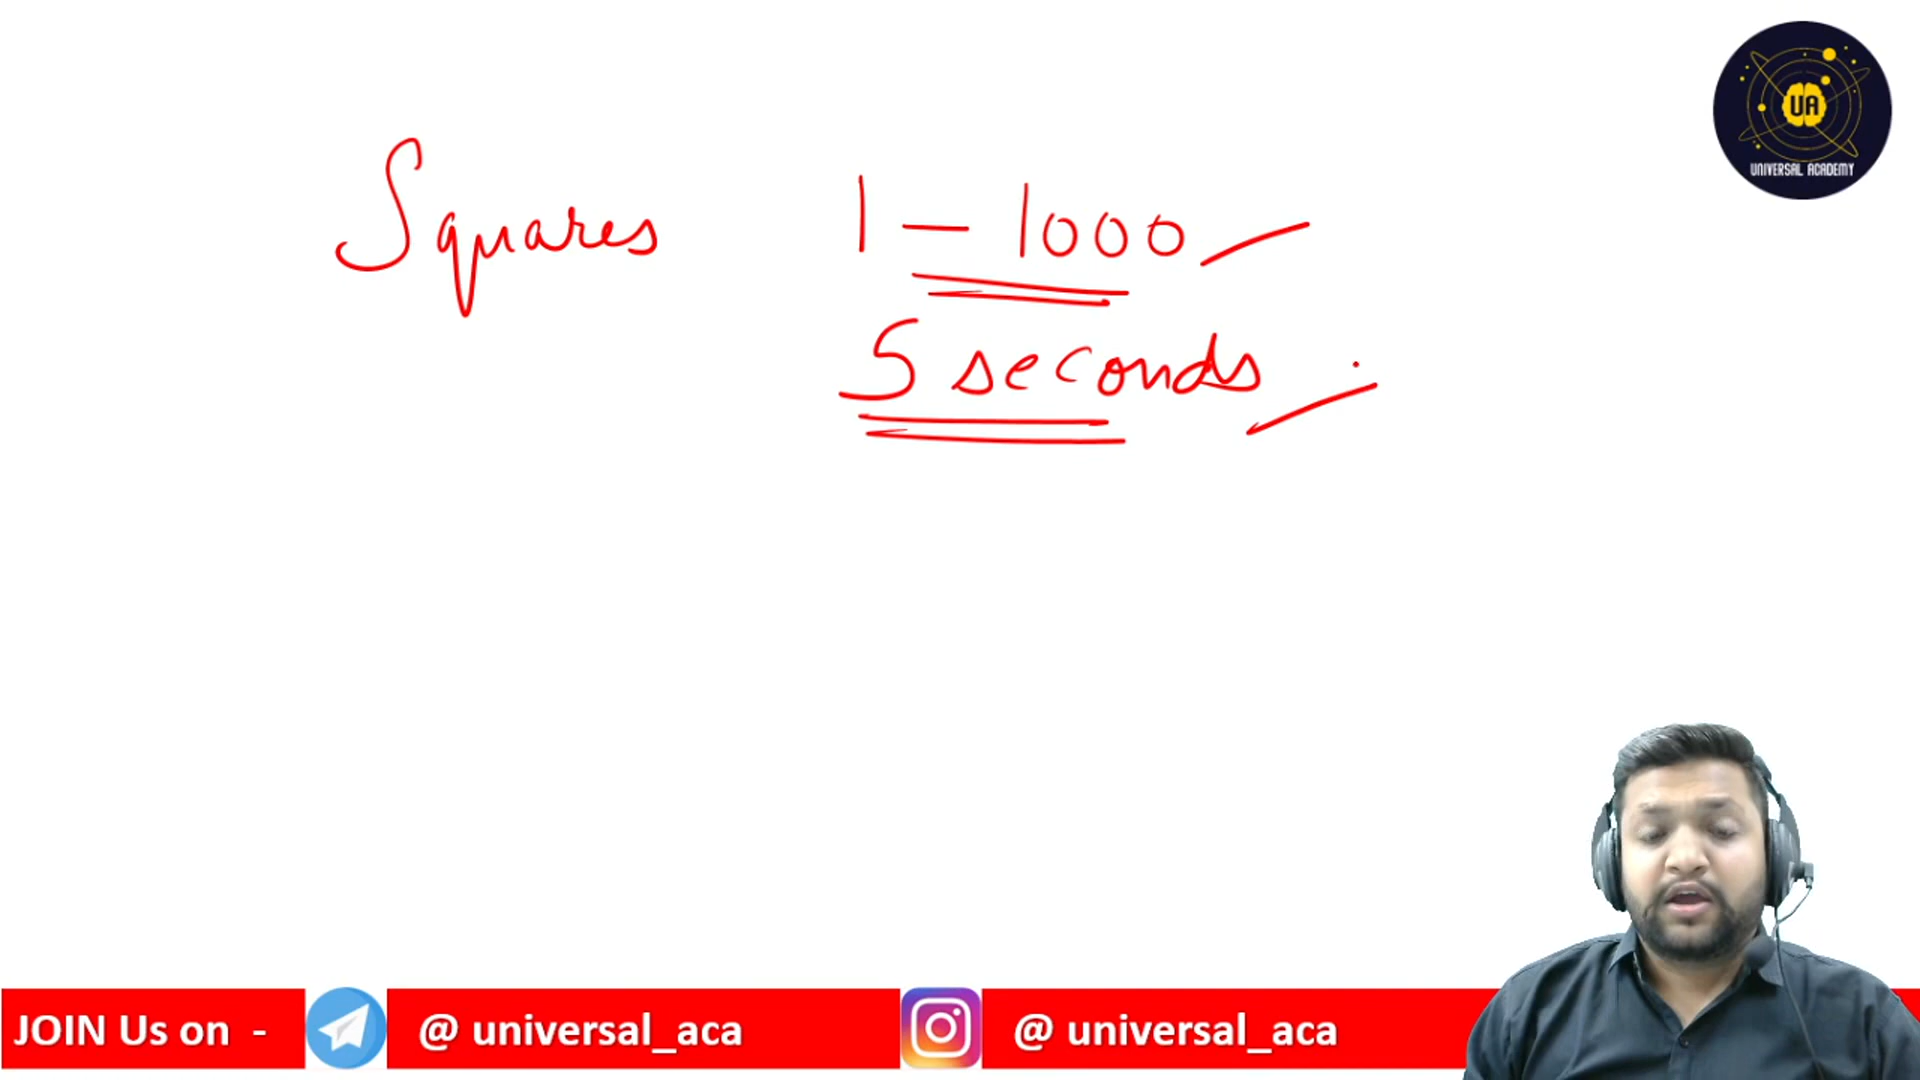 UA
UNIVERSAL ACADEMY
Squares 1 – 1000
5 seconds
JOIN Us on - @ universal_aca @ universal_aca